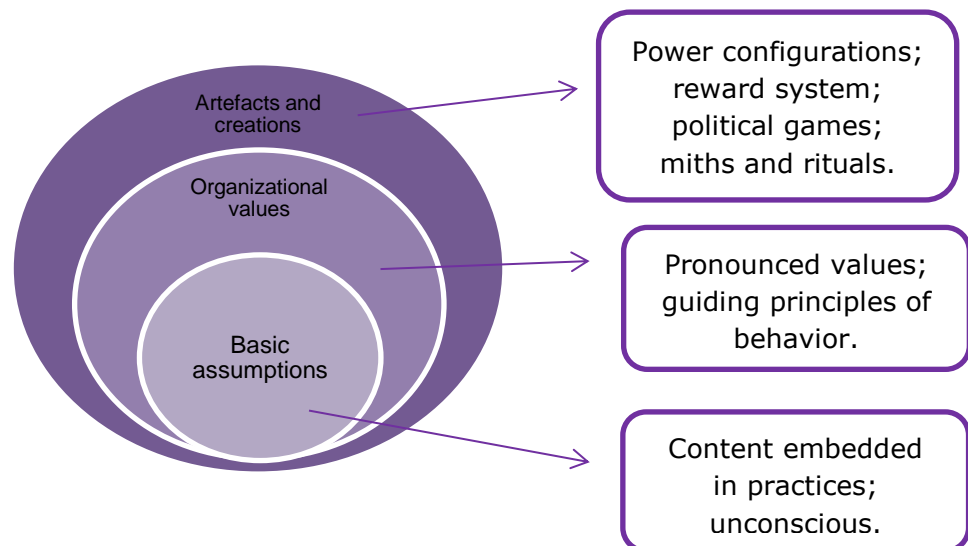 Artefacts and
creations
Organizational
values
Basic
assumptions
Power configurations;
reward system;
political games;
miths and rituals.
Pronounced values;
guiding principles of
behavior.
Content embedded
in practices;
unconscious.